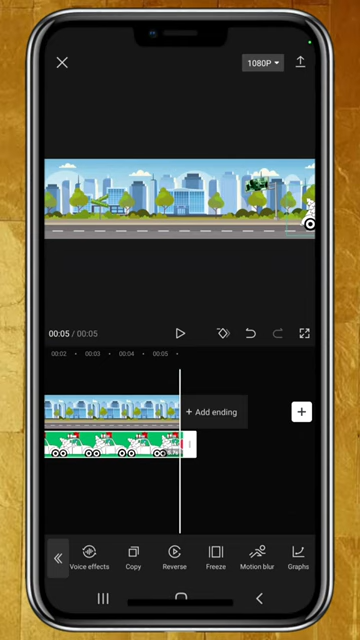 1080P
00:05 / 00:05
00:02 00:03 00:04 00:05
+ Add ending
Voice effects Copy Reverse Freeze Motion blur Graphs